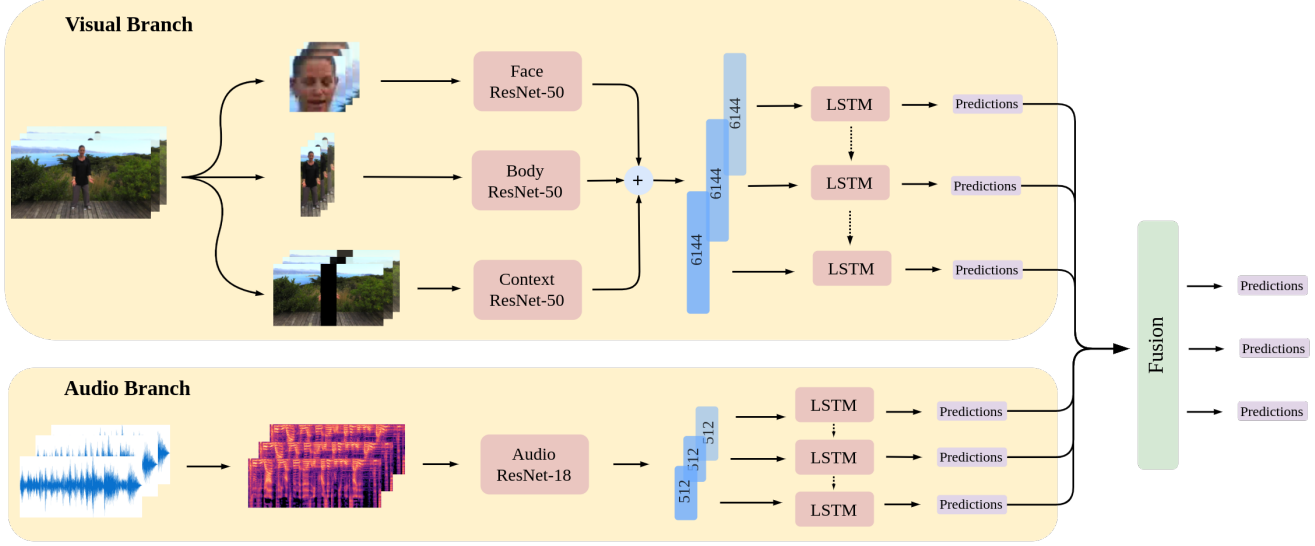 Visual Branch
Face
ResNet-50
Body
ResNet-50
Context
ResNet-50
+
6144
6144
6144
LSTM
LSTM
LSTM
Predictions
Predictions
Predictions
Audio Branch
Audio
ResNet-18
512
512
512
LSTM
LSTM
LSTM
Predictions
Predictions
Predictions
Fusion
Predictions
Predictions
Predictions